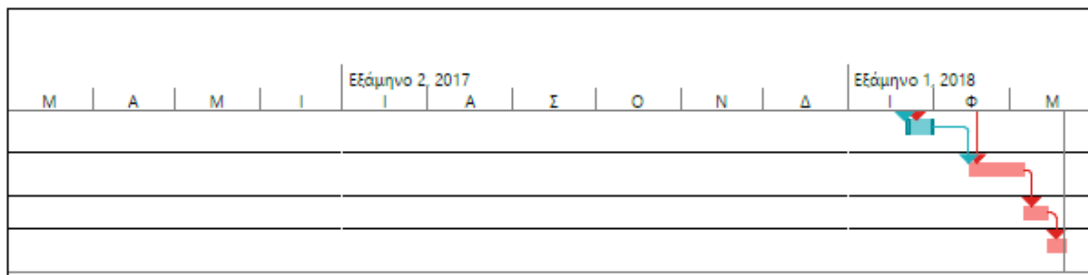 Εξάμηνο 2, 2017 Εξάμηνο 1, 2018
Μ Α Μ Ι Ι Α Σ Ο Ν Δ Ι Φ Μ